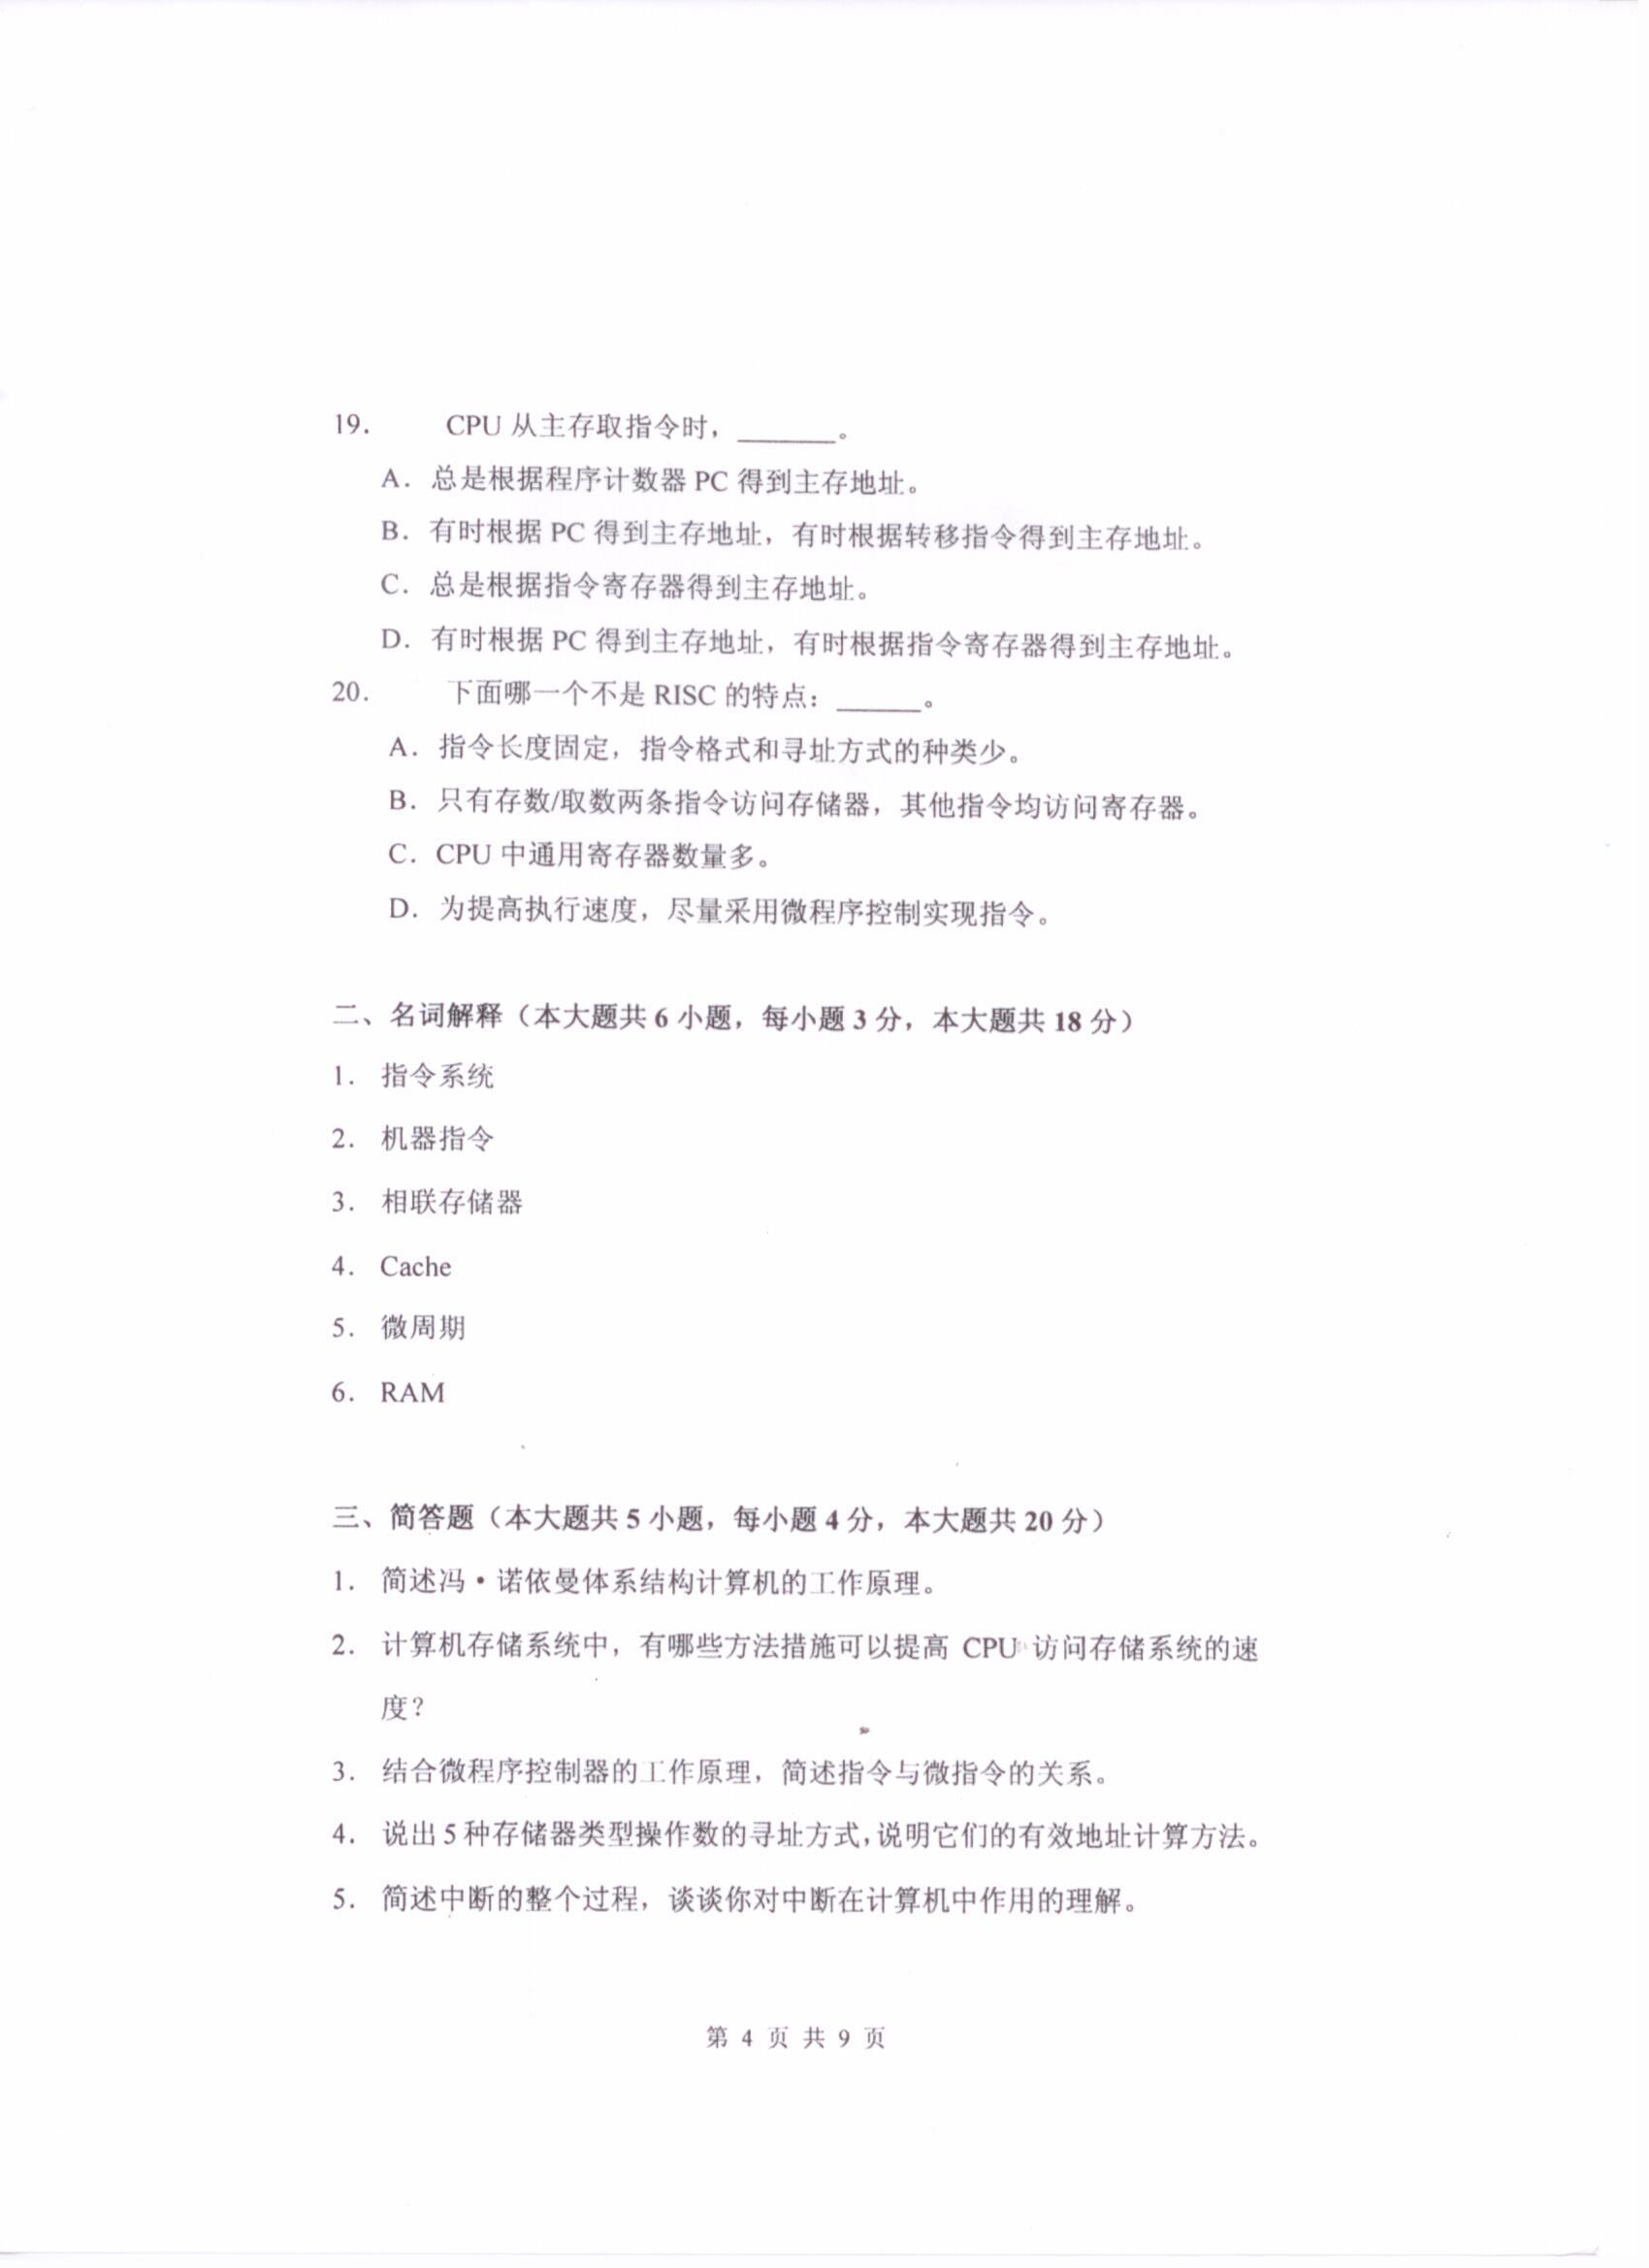 19. CPU 从主存取指令时，______。
A．总是根据程序计数器 PC 得到主存地址。
B．有时根据 PC 得到主存地址，有时根据转移指令得到主存地址。
C．总是根据指令寄存器得到主存地址。
D．有时根据 PC 得到主存地址，有时根据指令寄存器得到主存地址。
20. 下面哪一个不是 RISC 的特点：______。
A．指令长度固定，指令格式和寻址方式的种类少。
B．只有存数/取数两条指令访问存储器，其他指令均访问寄存器。
C．CPU 中通用寄存器数量多。
D．为提高执行速度，尽量采用微程序控制实现指令。
二、名词解释（本大题共 6 小题，每小题 3 分，本大题共 18 分）
1. 指令系统
2. 机器指令
3. 相联存储器
4. Cache
5. 微周期
6. RAM
三、简答题（本大题共 5 小题，每小题 4 分，本大题共 20 分）
1. 简述冯·诺依曼体系结构计算机的工作原理。
2. 计算机存储系统中，有哪些方法措施可以提高 CPU 访问存储系统的速
度？
3. 结合微程序控制器的工作原理，简述指令与微指令的关系。
4. 说出 5 种存储器类型操作数的寻址方式,说明它们的有效地址计算方法。
5. 简述中断的整个过程，谈谈你对中断在计算机中作用的理解。
第 4 页 共 9 页